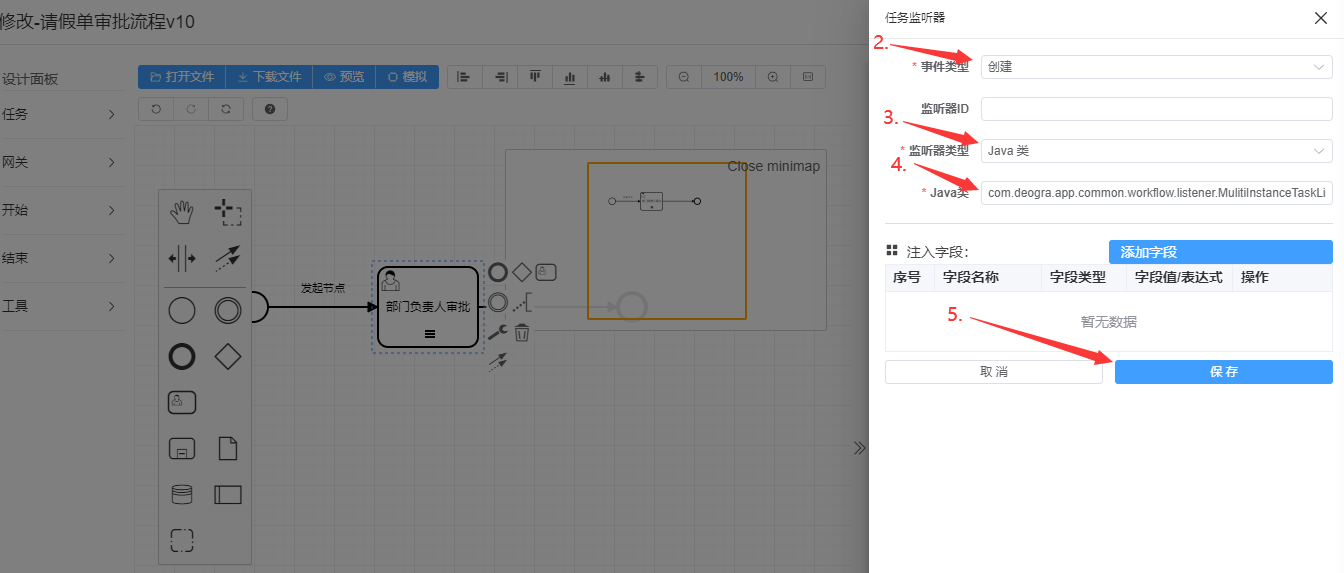 修改-请假单审批流程v10
设计面板
任务
网关
开始
结束
工具
打开文件 下载文件 预览 模拟
100%
Close minimap
发起节点
部门负责人审批
任务监听器
2.
* 事件类型 创建
监听器ID
3.
* 监听器类型 Java 类
4.
* Java类 com.deogra.app.common.workflow.listener.MulitiInstanceTaskLi
注入字段：
添加字段
序号 字段名称 字段类型 字段值/表达式 操作
暂无数据
5.
取 消 保 存